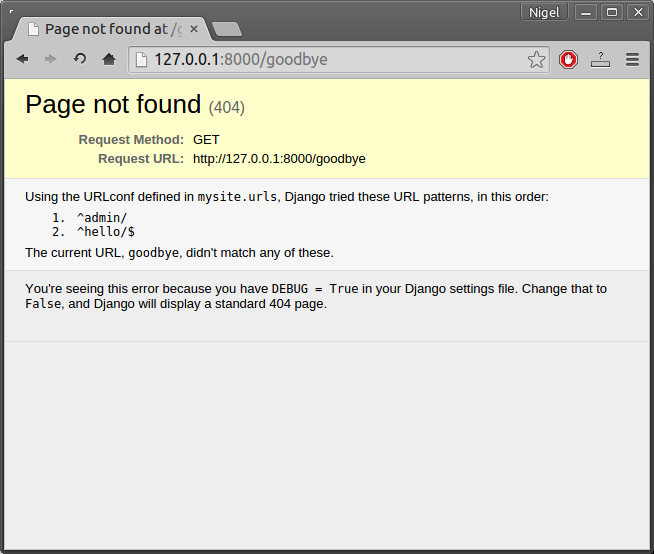 Nigel
Page not found at /g
127.0.0.1:8000/goodbye
Page not found (404)
Request Method: GET
Request URL: http://127.0.0.1:8000/goodbye
Using the URLconf defined in mysite.urls, Django tried these URL patterns, in this order:
1. ^admin/
2. ^hello/$
The current URL, goodbye, didn't match any of these.
You're seeing this error because you have DEBUG = True in your Django settings file. Change that to
False, and Django will display a standard 404 page.